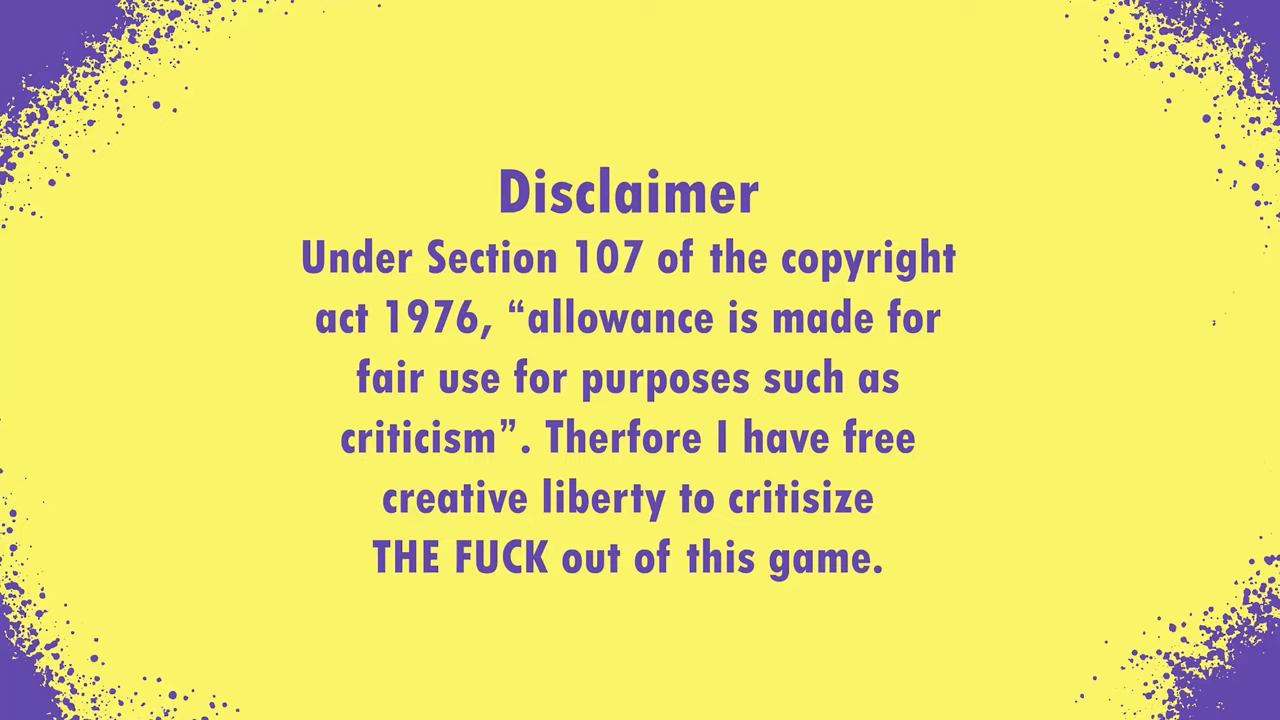 Disclaimer
Under Section 107 of the copyright
act 1976, “allowance is made for
fair use for purposes such as
criticism”. Therfore I have free
creative liberty to critisize
THE FUCK out of this game.